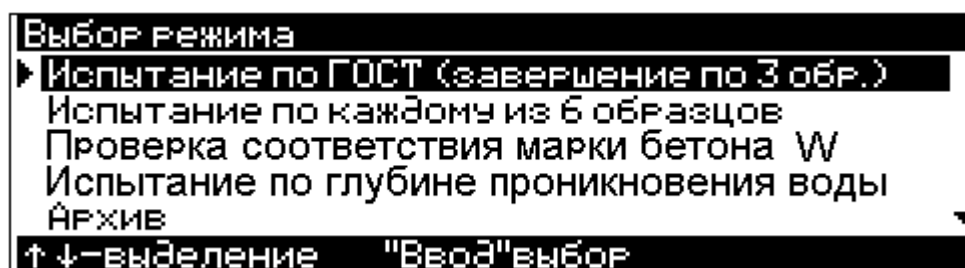 Выбор режима
Испытание по ГОСТ (завершение по 3 обр.)
Испытание по каждому из 6 образцов
Проверка соответствия марки бетона W
Испытание по глубине проникновения воды
Архив
↑ ↓-выделение "Ввод"выбор